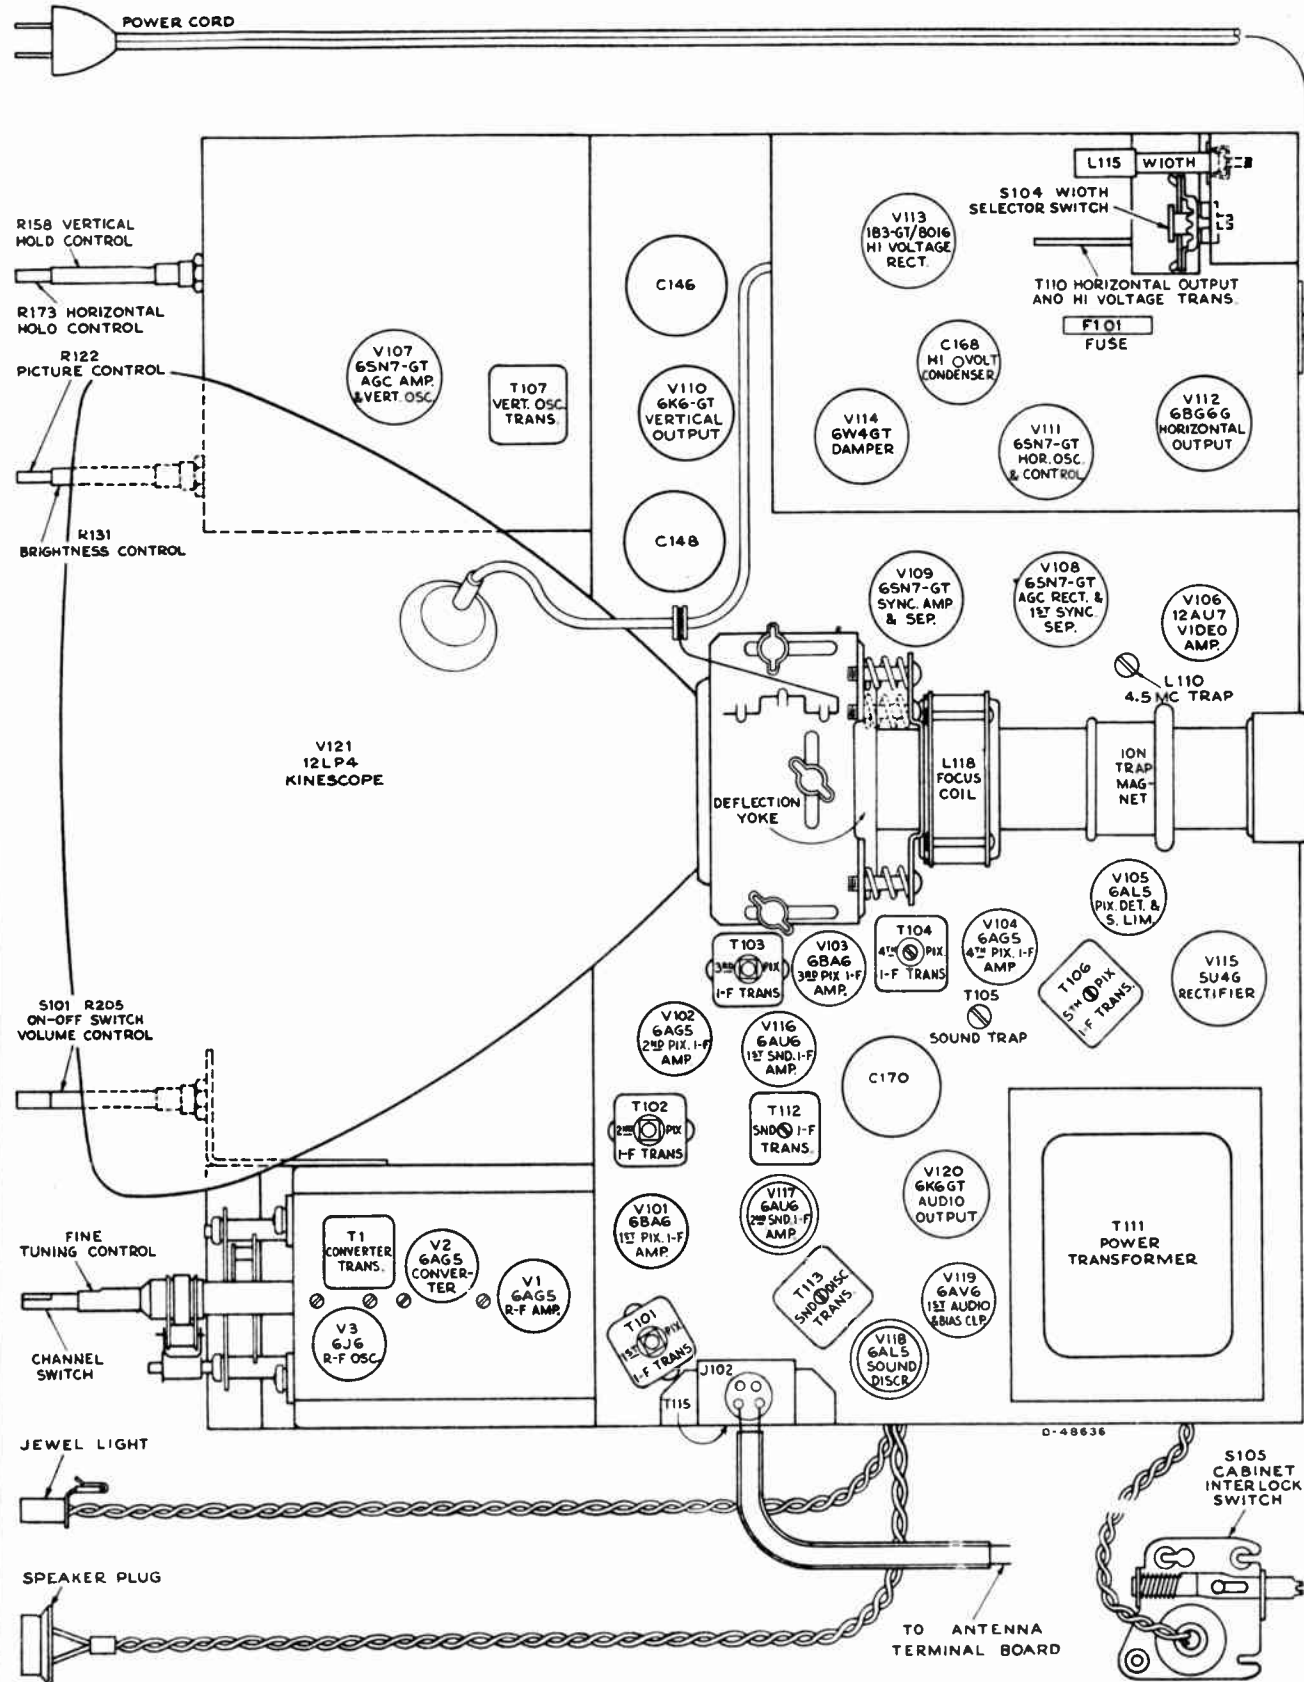 POWER CORD
L115 WIDTH
S104 WIDTH
SELECTOR SWITCH
V113
1B3-GT/8016
HI VOLTAGE
RECT.
R158 VERTICAL
HOLD CONTROL
C146
T110 HORIZONTAL OUTPUT
AND HI VOLTAGE TRANS.
R173 HORIZONTAL
HOLD CONTROL
F101
FUSE
R122
PICTURE CONTROL
V107
6SN7-GT
AGC AMP.
& VERT. OSC.
T107
VERT. OSC.
TRANS.
V110
6K6-GT
VERTICAL
OUTPUT
C168
HI VOLT
CONDENSER
V114
6W4GT
DAMPER
V111
6SN7-GT
HOR. OSC.
& CONTROL
V112
6BG6G
HORIZONTAL
OUTPUT
R131
BRIGHTNESS CONTROL
C148
V109
6SN7-GT
SYNC. AMP
& SEP.
V108
6SN7-GT
AGC RECT. &
1ST SYNC.
SEP.
V106
12AU7
VIDEO
AMP.
L110
4.5 MC TRAP
V121
12LP4
KINESCOPE
DEFLECTION
YOKE
L118
FOCUS
COIL
ION
TRAP
MAG-
NET
V105
6AL5
PIX. DET. &
S. LIM.
T103
3RD PIX
I-F TRANS.
V103
6BA6
3RD PIX I-F
AMP.
T104
4TH PIX.
I-F TRANS.
V104
6AG5
4TH PIX. I-F
AMP
T106
5TH PIX
I-F TRANS.
V115
5U4G
RECTIFIER
T105
SOUND TRAP
S101 R205
ON-OFF SWITCH
VOLUME CONTROL
V102
6AG5
2ND PIX. I-F
AMP
V116
6AU6
1ST SND. I-F
AMP.
C170
T102
2ND PIX
I-F TRANS
T112
SND I-F
TRANS.
V120
6K6GT
AUDIO
OUTPUT
T111
POWER
TRANSFORMER
V101
6BA6
1ST PIX. I-F
AMP.
V117
6AU6
2ND SND. I-F
AMP.
FINE
TUNING CONTROL
T1
CONVERTER
TRANS.
V2
6AG5
CONVER-
TER
V1
6AG5
R-F AMP.
T113
SND DISC
TRANS.
V119
6AV6
1ST AUDIO
& BIAS CLP.
V3
6J6
R-F OSC.
T101
1ST PIX.
I-F TRANS
V118
6AL5
SOUND
DISCR.
CHANNEL
SWITCH
J102
T115
D-48636
JEWEL LIGHT
S105
CABINET
INTERLOCK
SWITCH
SPEAKER PLUG
TO ANTENNA
TERMINAL BOARD